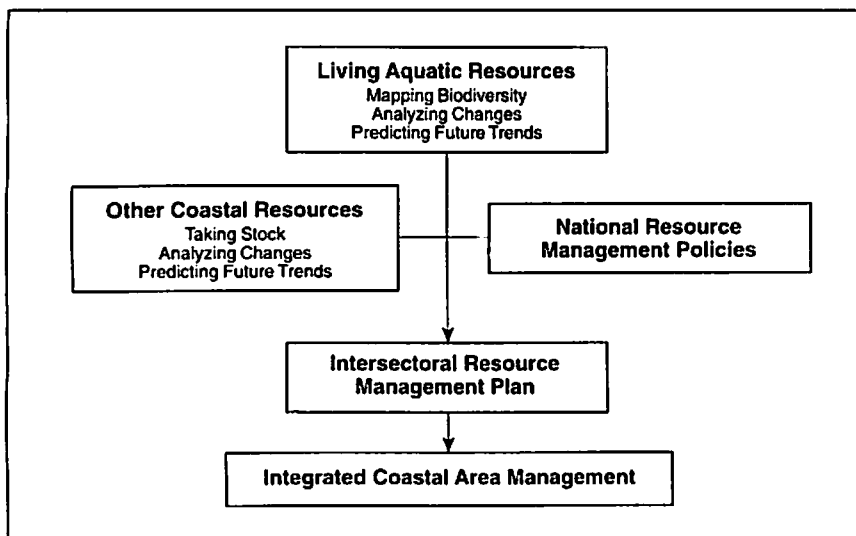 Living Aquatic Resources
Mapping Biodiversity
Analyzing Changes
Predicting Future Trends
Other Coastal Resources
Taking Stock
Analyzing Changes
Predicting Future Trends
National Resource
Management Policies
Intersectoral Resource
Management Plan
Integrated Coastal Area Management